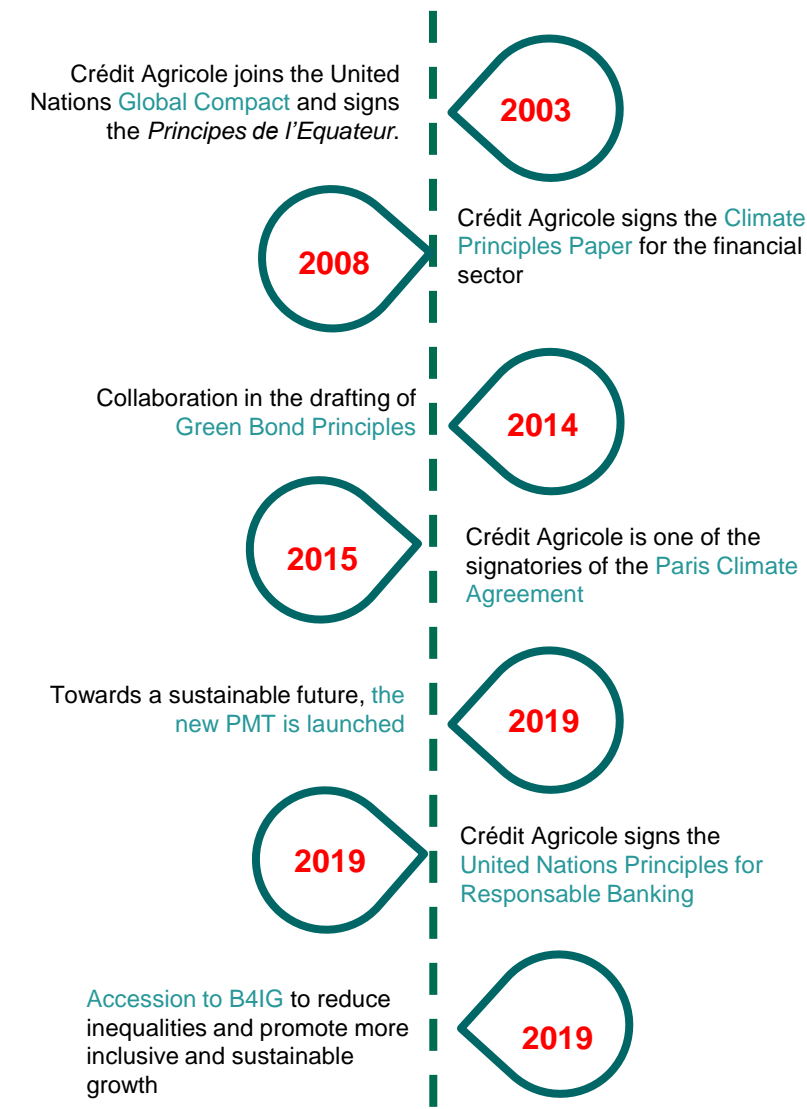 Crédit Agricole joins the United
Nations Global Compact and signs
the Principes de l'Equateur.
2003
2008
Crédit Agricole signs the Climate
Principles Paper for the financial
sector
Collaboration in the drafting of
Green Bond Principles
2014
2015
Crédit Agricole is one of the
signatories of the Paris Climate
Agreement
Towards a sustainable future, the
new PMT is launched
2019
2019
Crédit Agricole signs the
United Nations Principles for
Responsable Banking
Accession to B4IG to reduce
inequalities and promote more
inclusive and sustainable
growth
2019